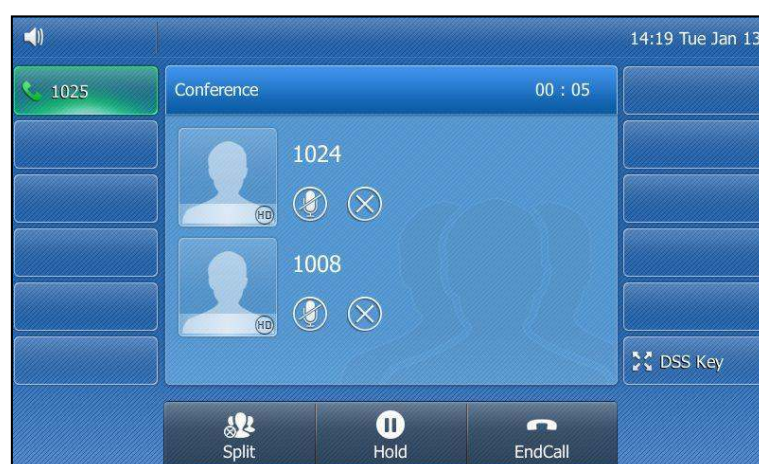 14:19 Tue Jan 13
1025
Conference 00 : 05
1024
HD
1008
HD
DSS Key
Split Hold EndCall